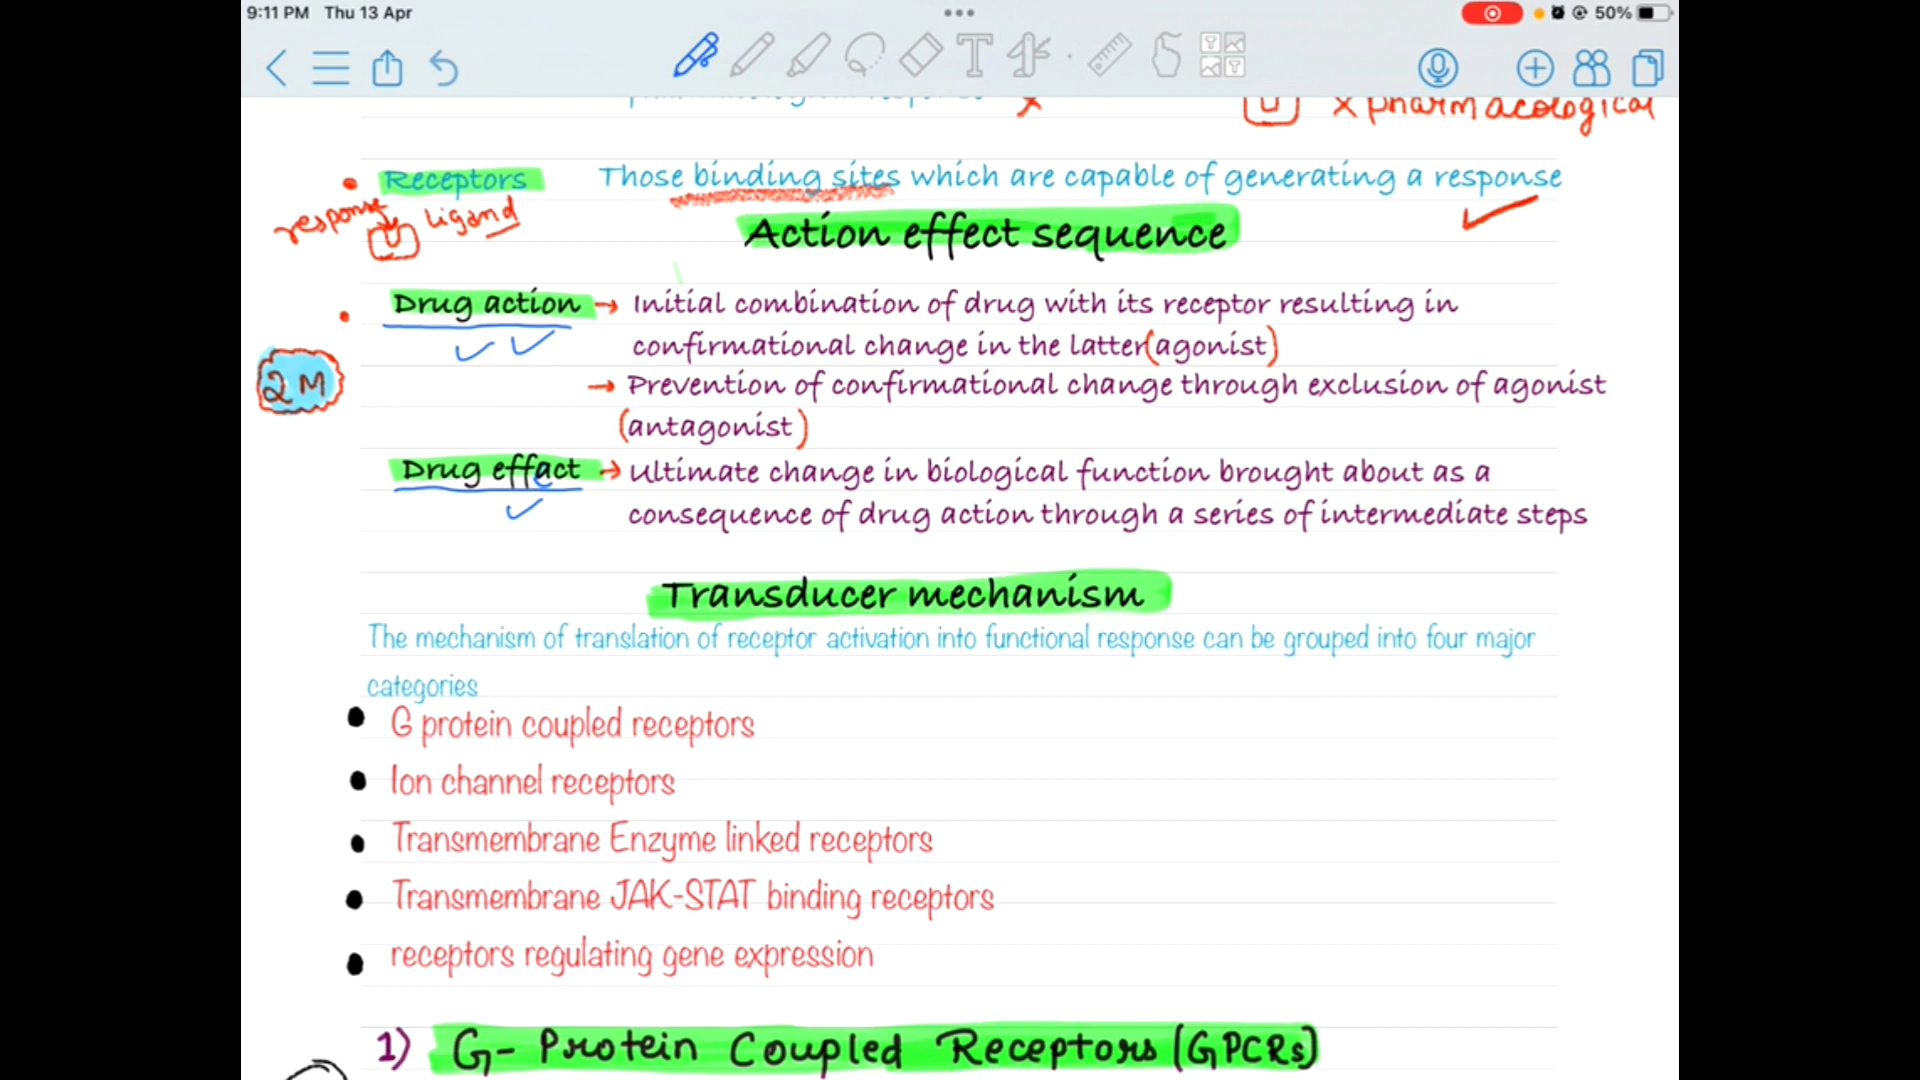 9:11 PM Thu 13 Apr
50%
x pharmacological
Receptors Those binding sites which are capable of generating a response
response ligand
Action effect sequence
Drug action → Initial combination of drug with its receptor resulting in
confirmational change in the latter(agonist)
2 M
→ Prevention of confirmational change through exclusion of agonist
(antagonist)
Drug effect → ultimate change in biological function brought about as a
consequence of drug action through a series of intermediate steps
Transducer mechanism
The mechanism of translation of receptor activation into functional response can be grouped into four major
categories
• G protein coupled receptors
• Ion channel receptors
• Transmembrane Enzyme linked receptors
• Transmembrane JAK-STAT binding receptors
• receptors regulating gene expression
1) G- Protein Coupled Receptors (GPCRs)